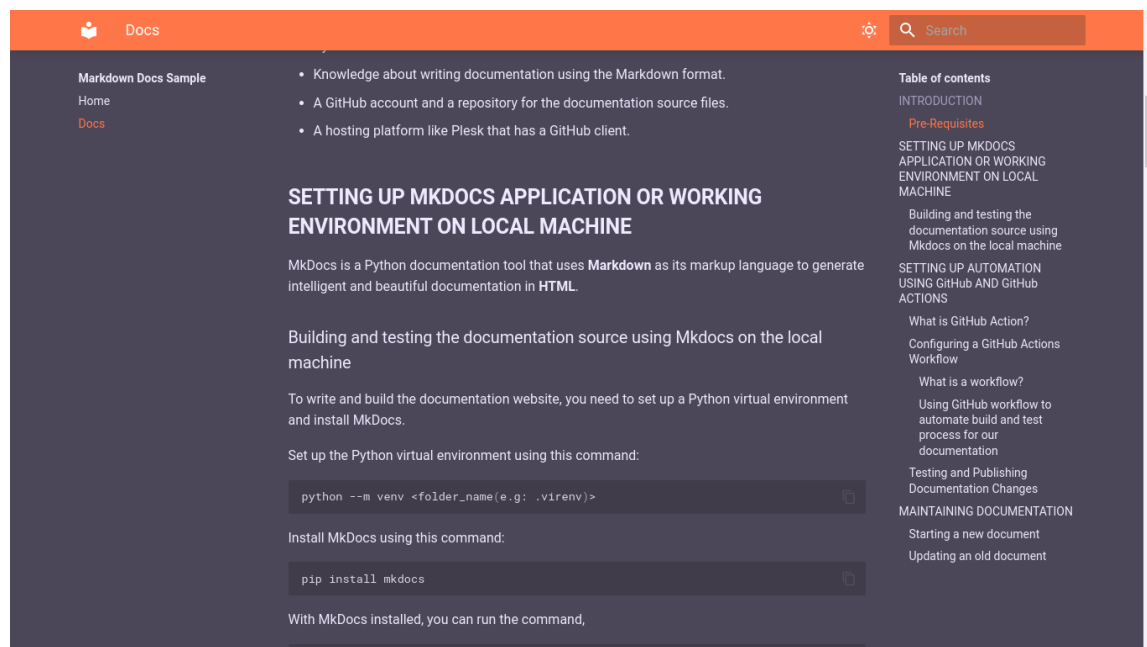 Docs
Search
Markdown Docs Sample
Home
Docs
• Knowledge about writing documentation using the Markdown format.
• A GitHub account and a repository for the documentation source files.
• A hosting platform like Plesk that has a GitHub client.
SETTING UP MKDOCS APPLICATION OR WORKING
ENVIRONMENT ON LOCAL MACHINE
MkDocs is a Python documentation tool that uses Markdown as its markup language to generate
intelligent and beautiful documentation in HTML.
Building and testing the documentation source using Mkdocs on the local
machine
To write and build the documentation website, you need to set up a Python virtual environment
and install MkDocs.
Set up the Python virtual environment using this command:
python --m venv <folder_name(e.g: .virenv)>
Install MkDocs using this command:
pip install mkdocs
With MkDocs installed, you can run the command,
Table of contents
INTRODUCTION
Pre-Requisites
SETTING UP MKDOCS
APPLICATION OR WORKING
ENVIRONMENT ON LOCAL
MACHINE
Building and testing the
documentation source using
Mkdocs on the local machine
SETTING UP AUTOMATION
USING GitHub AND GitHub
ACTIONS
What is GitHub Action?
Configuring a GitHub Actions
Workflow
What is a workflow?
Using GitHub workflow to
automate build and test
process for our
documentation
Testing and Publishing
Documentation Changes
MAINTAINING DOCUMENTATION
Starting a new document
Updating an old document